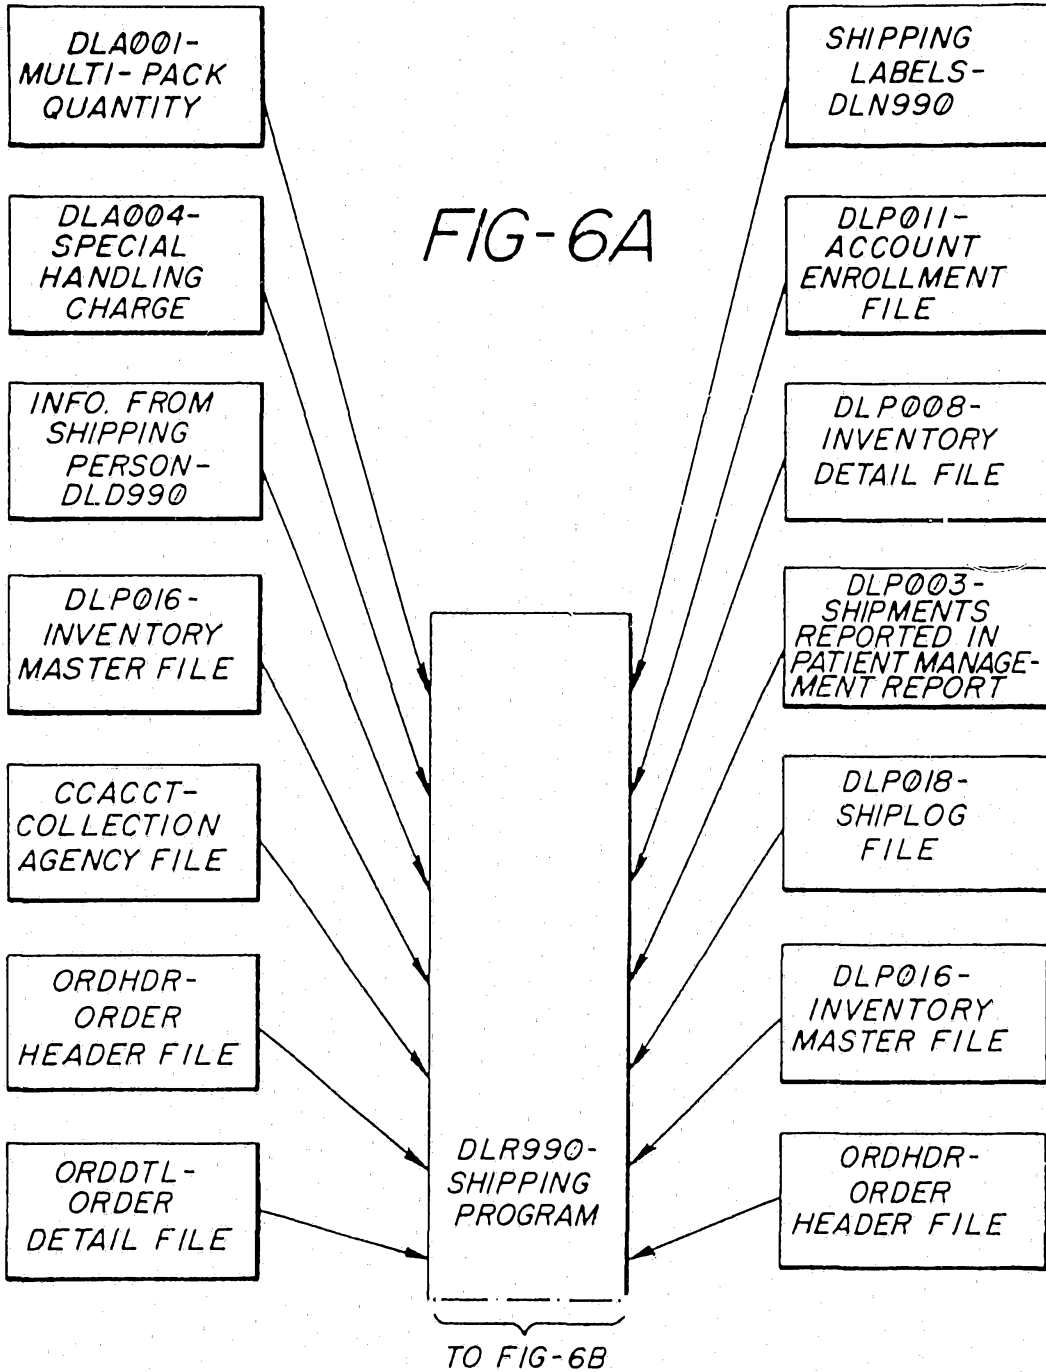 DLA001-
MULTI-PACK
QUANTITY
SHIPPING
LABELS-
DLN990
FIG-6A
DLA004-
SPECIAL
HANDLING
CHARGE
DLP011-
ACCOUNT
ENROLLMENT
FILE
INFO. FROM
SHIPPING
PERSON-
DLD990
DLP008-
INVENTORY
DETAIL FILE
DLP016-
INVENTORY
MASTER FILE
DLP003-
SHIPMENTS
REPORTED IN
PATIENT MANAGE-
MENT REPORT
CCACCT-
COLLECTION
AGENCY FILE
DLP018-
SHIPLOG
FILE
ORDHDR-
ORDER
HEADER FILE
DLP016-
INVENTORY
MASTER FILE
ORDDTL-
ORDER
DETAIL FILE
DLR990-
SHIPPING
PROGRAM
ORDHDR-
ORDER
HEADER FILE
TO FIG-6B